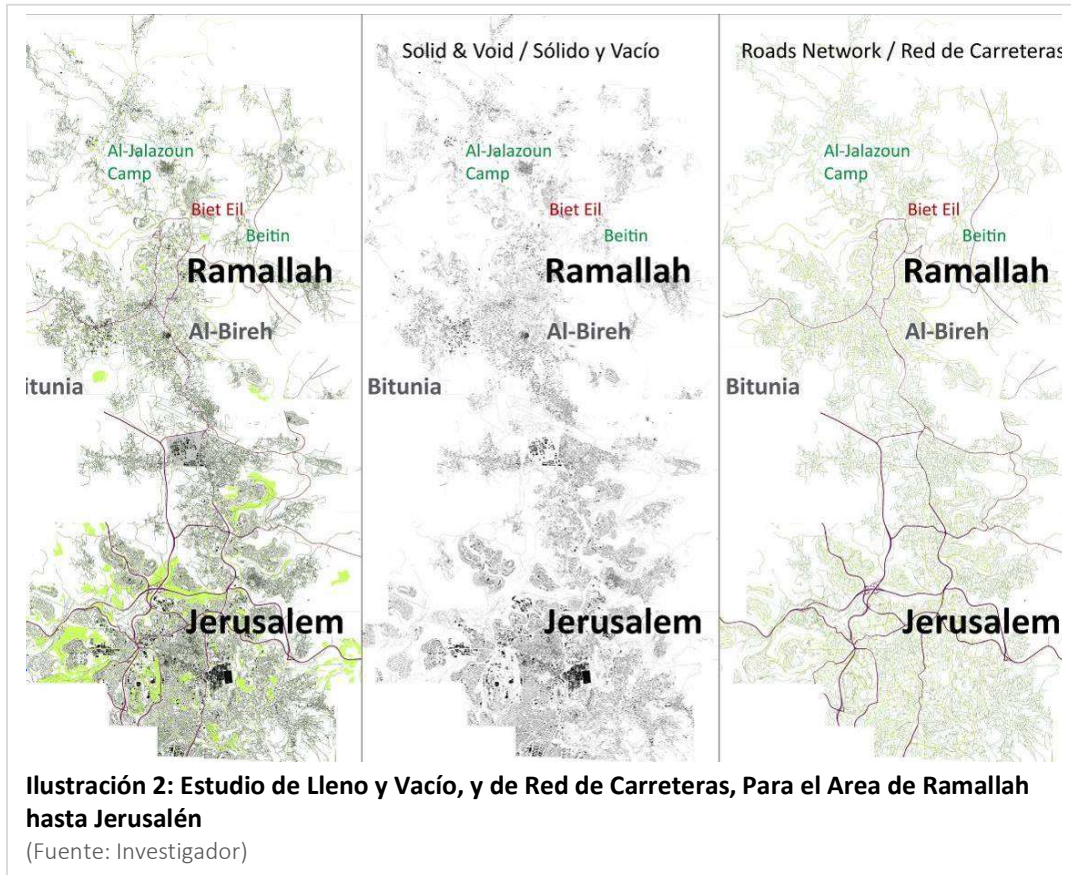 Solid & Void / Sólido y Vacío
Roads Network / Red de Carreteras
Al-Jalazoun
Camp
Biet Eil
Beitin
Ramallah
Al-Bireh
itunia
Jerusalem
Al-Jalazoun
Camp
Biet Eil
Beitin
Ramallah
Al-Bireh
Bitunia
Jerusalem
Al-Jalazoun
Camp
Biet Eil
Beitin
Ramallah
Al-Bireh
Bitunia
Jerusalem
Ilustración 2: Estudio de Lleno y Vacío, y de Red de Carreteras, Para el Area de Ramallah
hasta Jerusalén
(Fuente: Investigador)